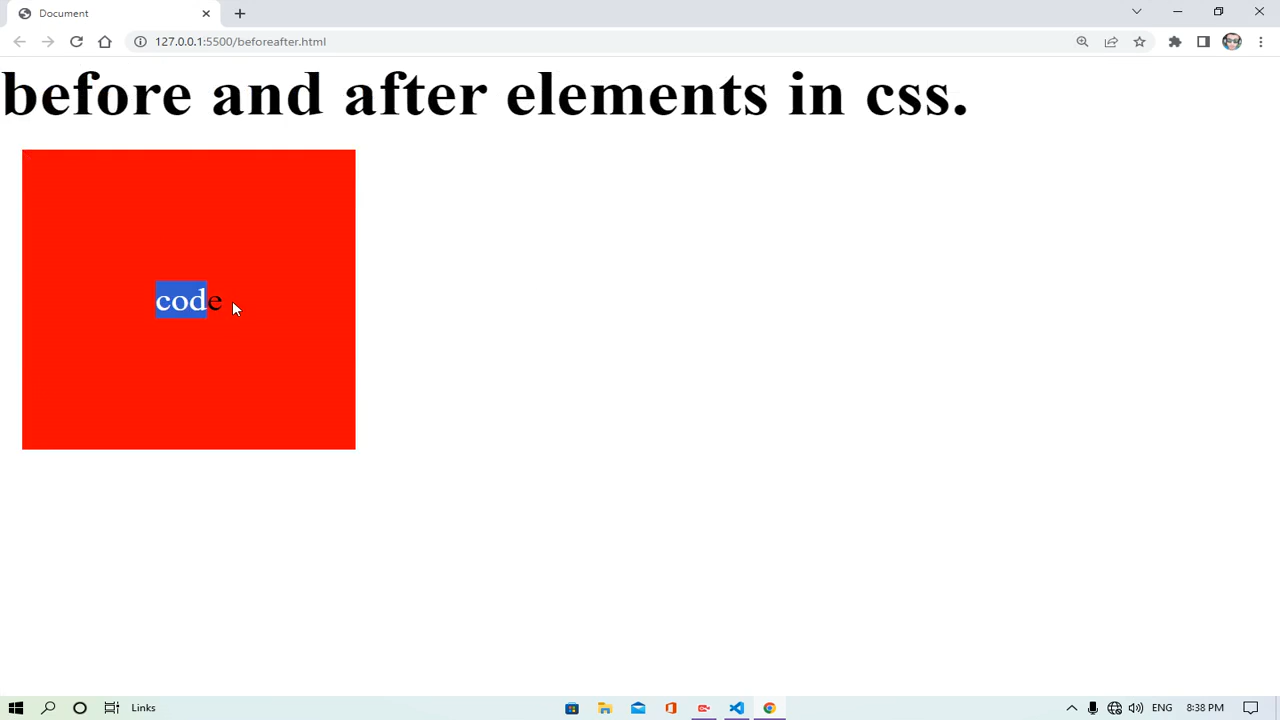 Document
127.0.0.1:5500/beforeafter.html
before and after elements in css.
code
Links
ENG
8:38 PM